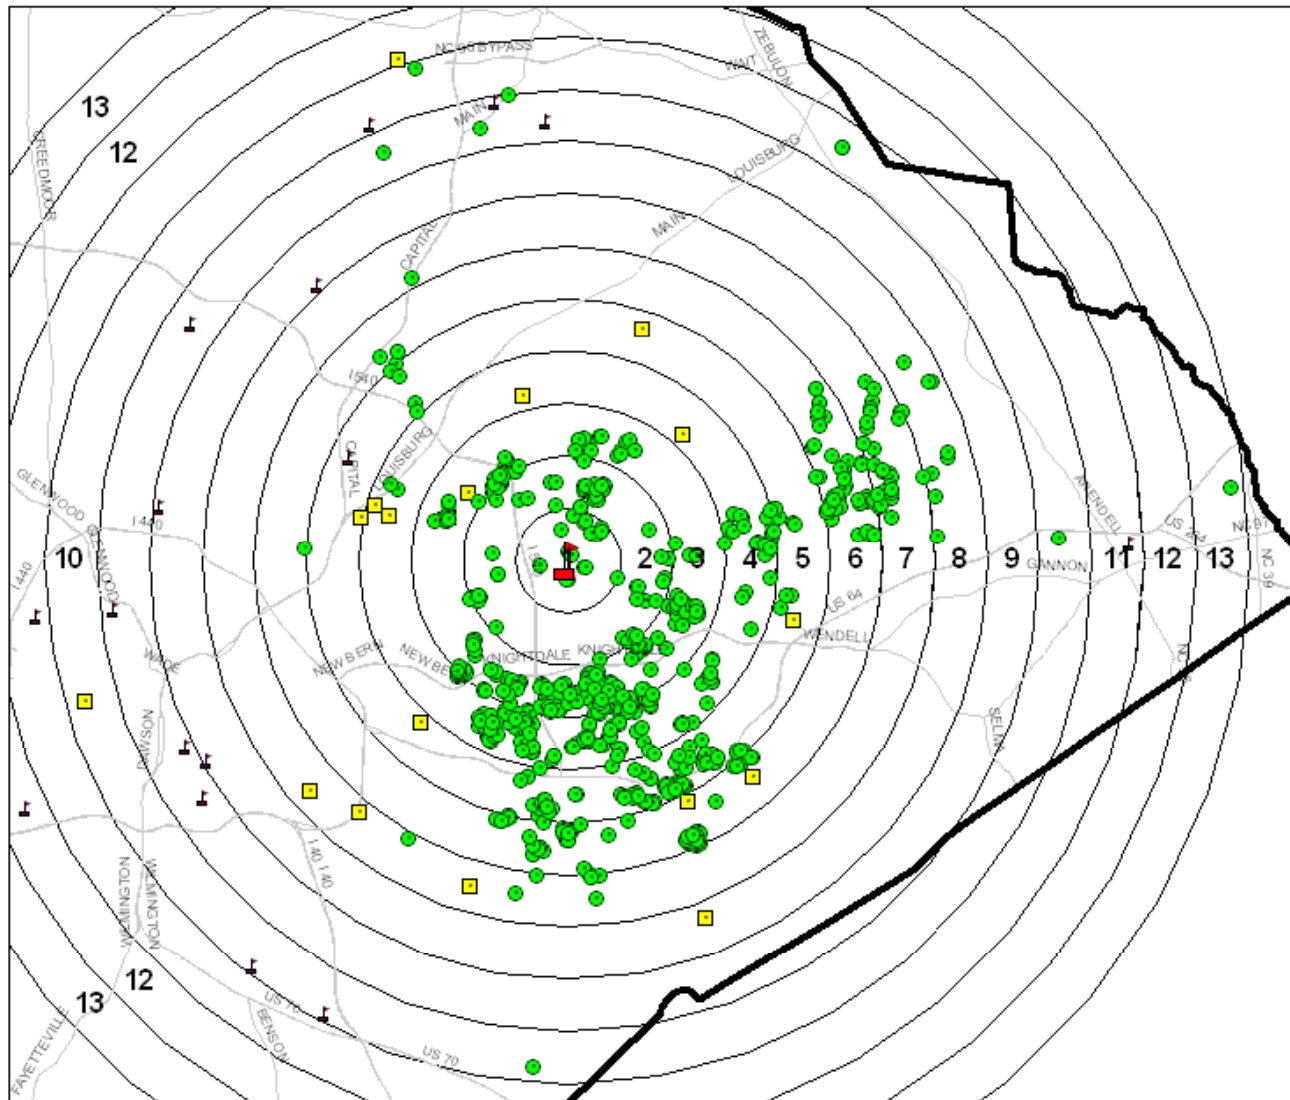 NC 98 BYPASS
WAIT
ZEBULON
13
MAIN
12
CREEDMOOR
LOUISBURG
MAIN
CAPITAL
I 540
LOUISBURG
CAPITAL
GLENWOOD
I 440
GLENWOOD
ARENDELL
US 264
NC 97
I 540
1
2
3
4
5
6
7
8
9
10
11
12
13
I 440
GANNON
NC 39
US 64
WENDELL
WADE
NEW BERN
NEW BERN
KNIGHTDALE
KNIGHTDALE
DAWSON
SELMA
I 40
I 40
WILMINGTON
WILMINGTON
12
13
US 70
BENSON
US 70
FAYETTEVILLE